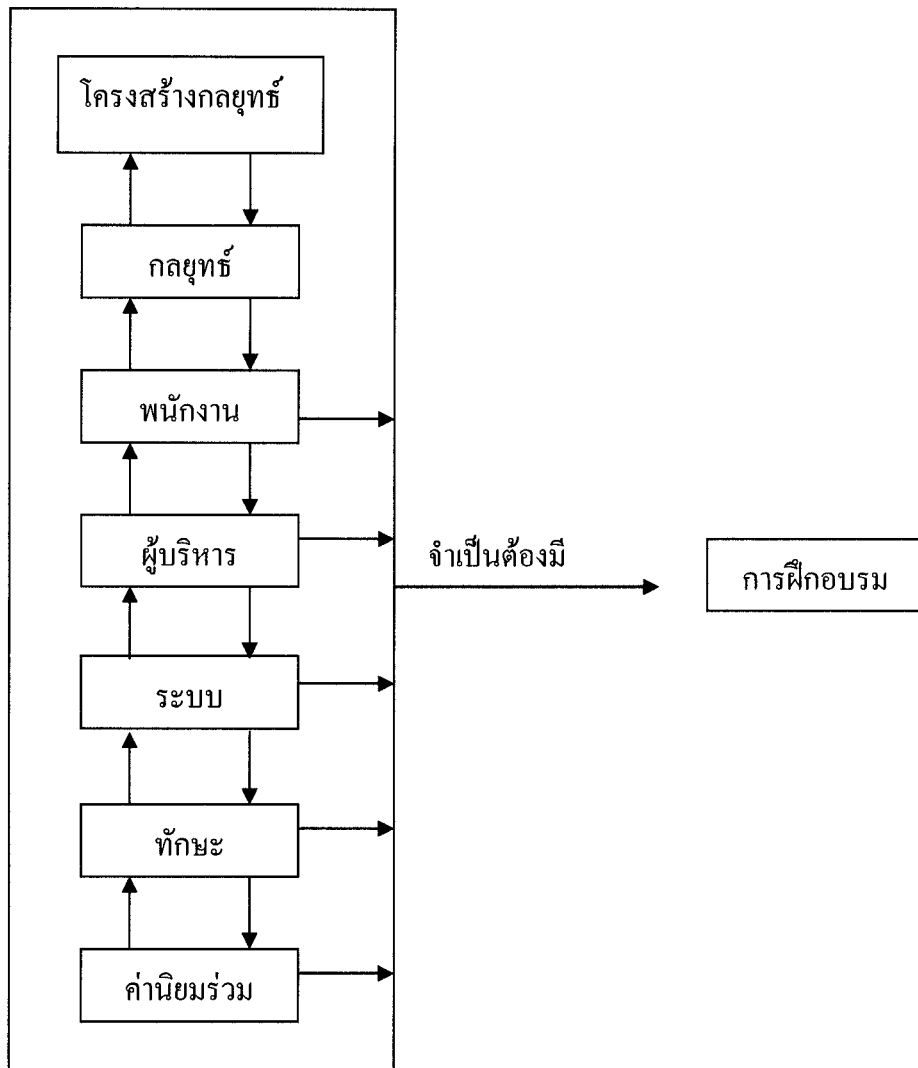 โครงสร้างกลยุทธ์
กลยุทธ์
พนักงาน
ผู้บริหาร
จำเป็นต้องมี
การฝึกอบรม
ระบบ
ทักษะ
ค่านิยมร่วม